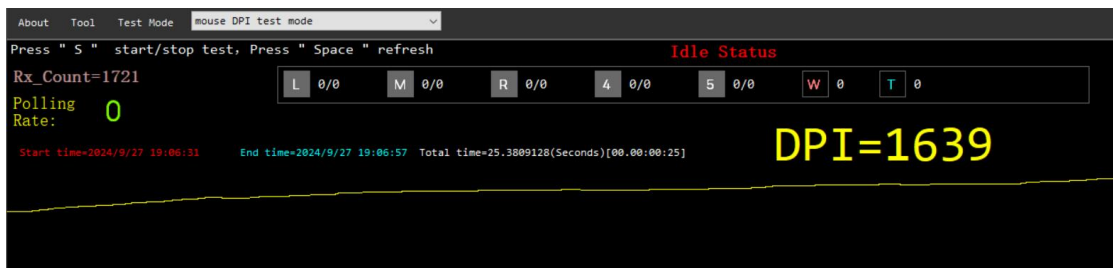 About Tool Test Mode mouse DPI test mode
Press " S " start/stop test, Press " Space " refresh Idle Status
Rx_Count=1721
L 0/0 M 0/0 R 0/0 4 0/0 5 0/0 W 0 T 0
Polling
Rate: 0
DPI=1639
Start time=2024/9/27 19:06:31 End time=2024/9/27 19:06:57 Total time=25.3809128(Seconds)[00.00:00:25]